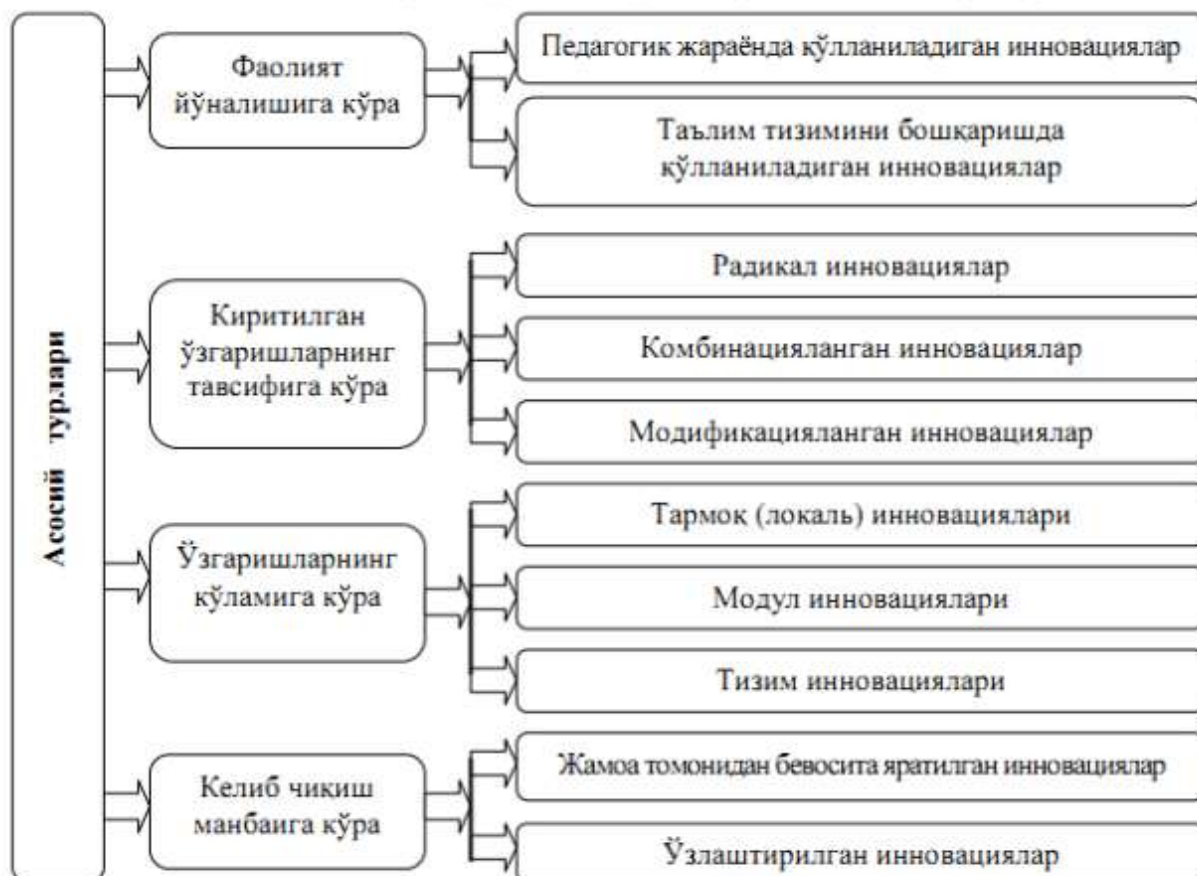 Асосий турлари
Фаолият
йўналишига кўра
Педагогик жараёнда қўлланиладиган инновациялар
Таълим тизимини бошқаришда
қўлланиладиган инновациялар
Киритилган
ўзгаришларнинг
тавсифига кўра
Радикал инновациялар
Комбинацияланган инновациялар
Модификацияланган инновациялар
Ўзгаришларнинг
кўламига кўра
Тармоқ (локаль) инновациялари
Модул инновациялари
Тизим инновациялари
Келиб чиқиш
манбаига кўра
Жамоа томонидан бевосита яратилган инновациялар
Ўзлаштирилган инновациялар